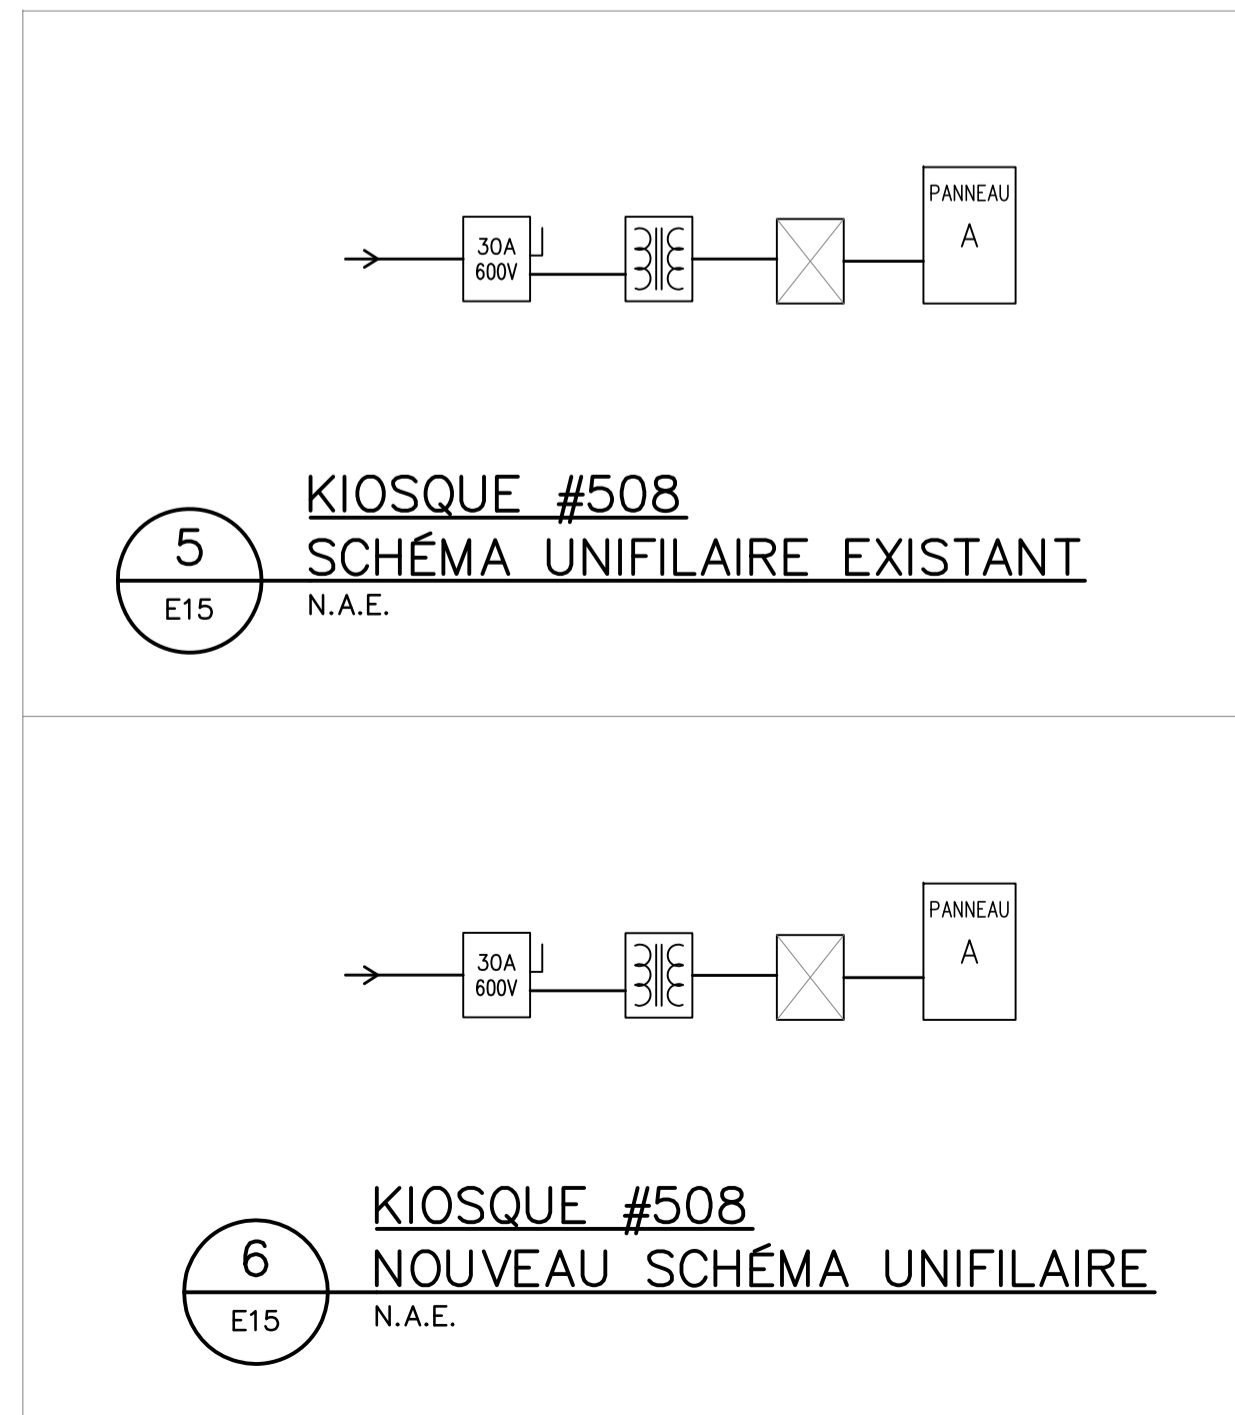 30A
600V
PANNEAU
A
KIOSQUE #508
5
SCHÉMA UNIFILAIRE EXISTANT
E15
N.A.E.
30A
600V
PANNEAU
A
KIOSQUE #508
6
NOUVEAU SCHÉMA UNIFILAIRE
E15
N.A.E.